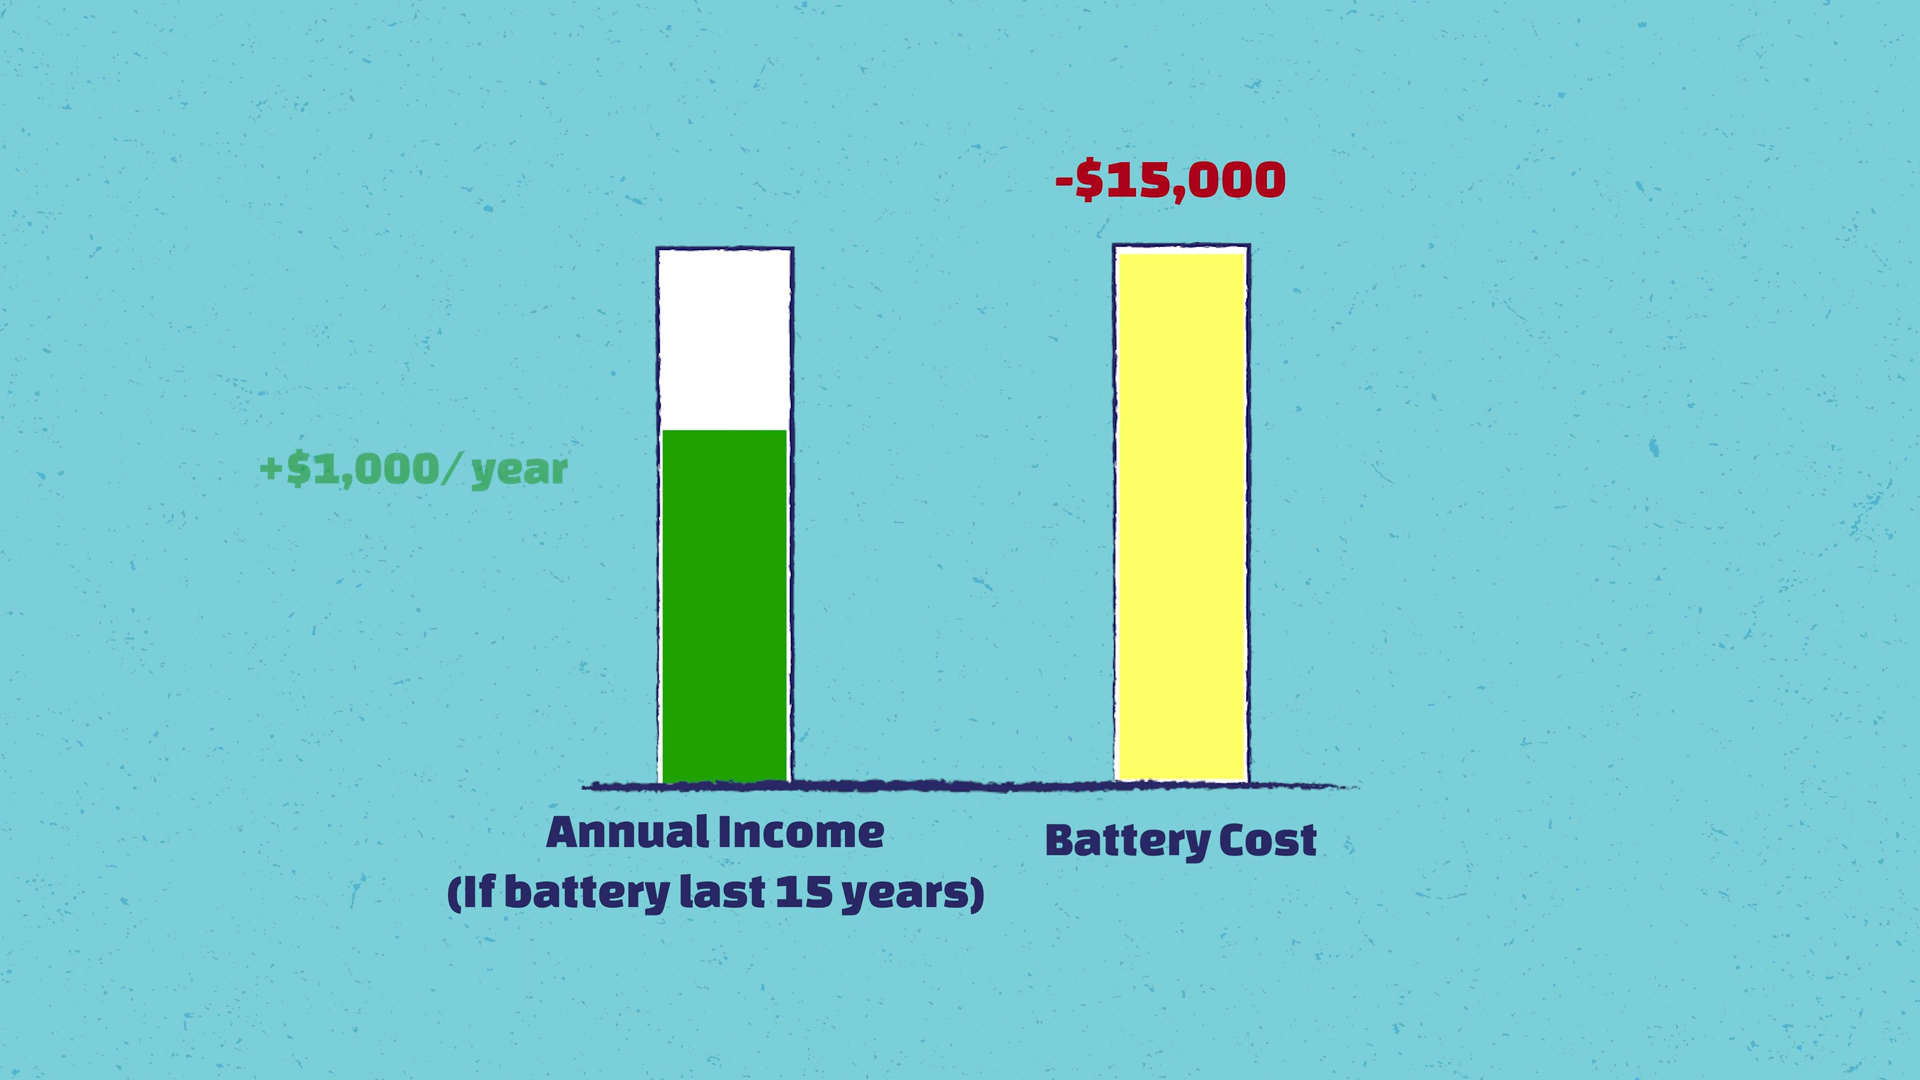 -$15,000
+$1,000/year
Annual Income
(If battery last 15 years)
Battery Cost